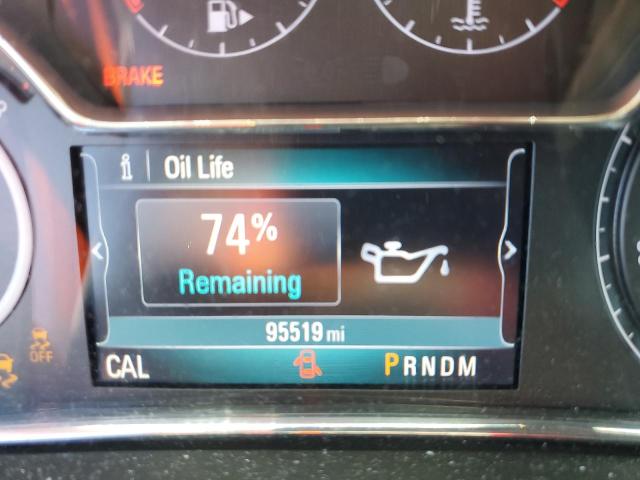 BRAKE
i Oil Life
74%
Remaining
95519 mi
OFF
CAL PRNDM